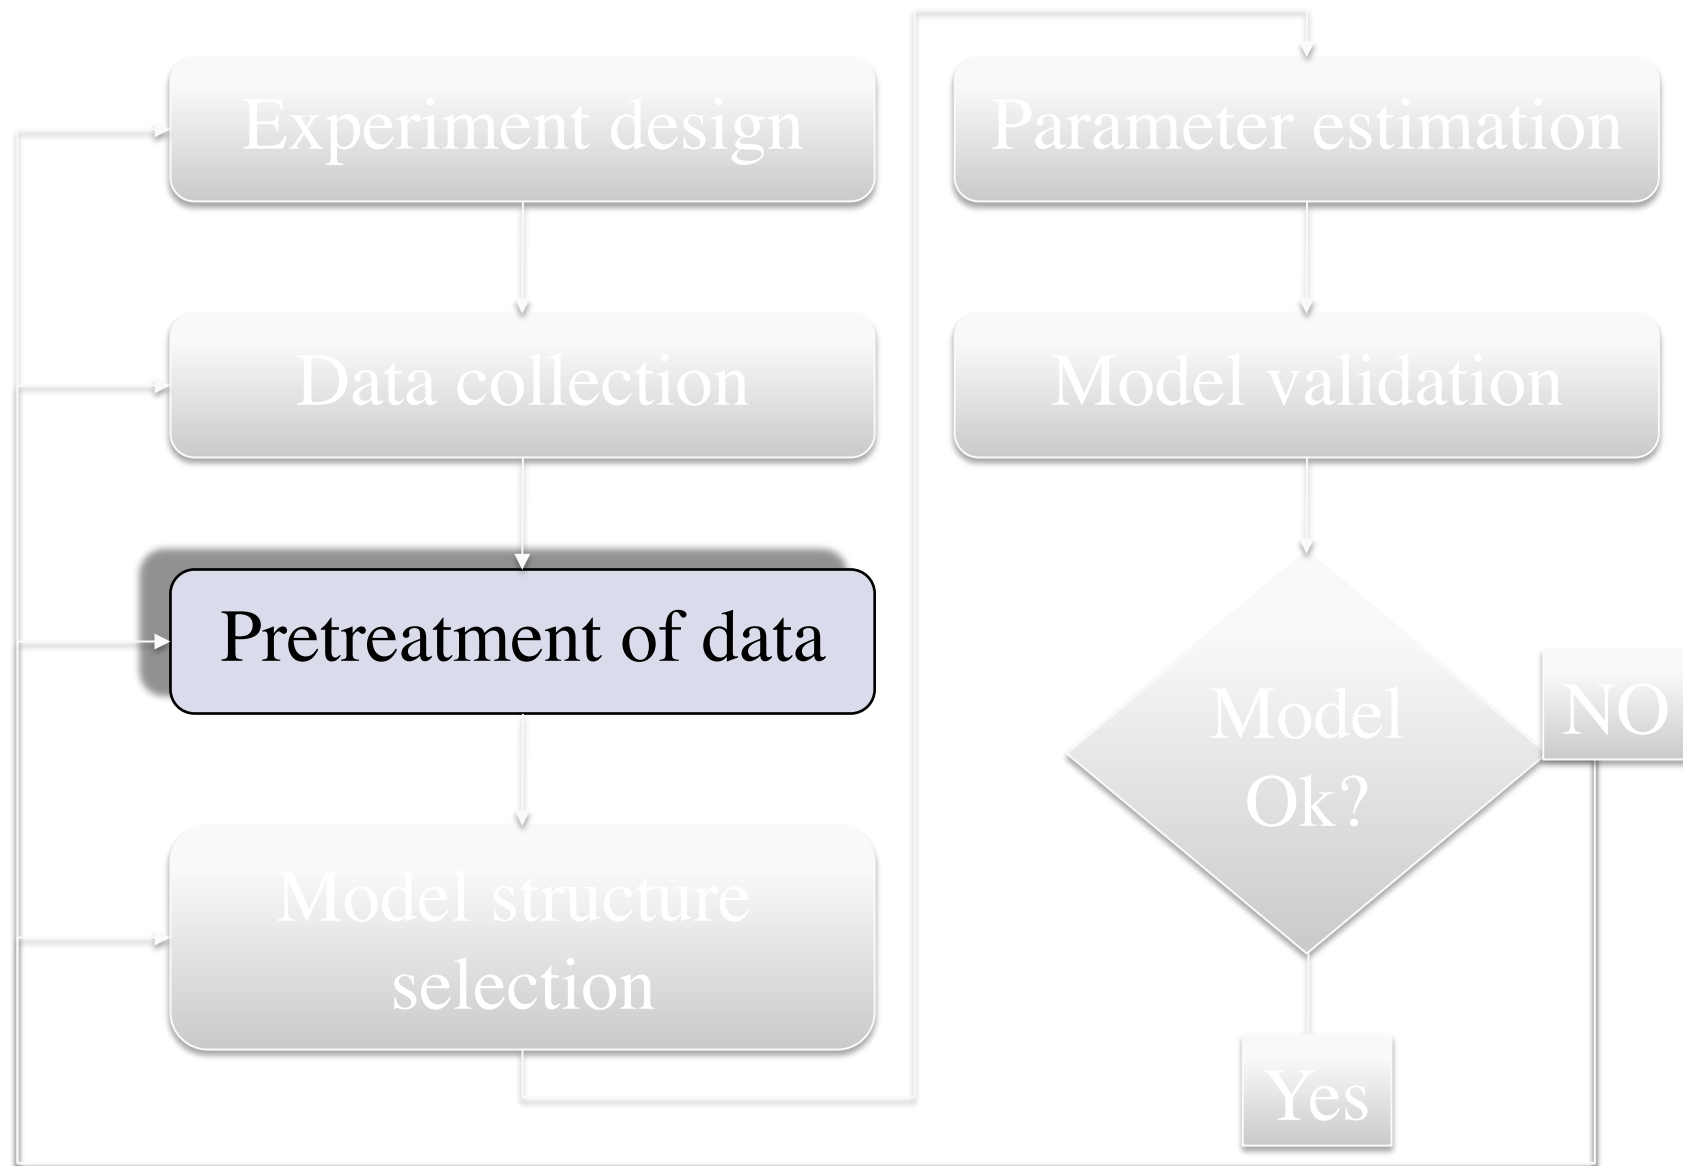 Experiment design
Data collection
Pretreatment of data
Model structure
selection
Parameter estimation
Model validation
Model
Ok?
NO
Yes